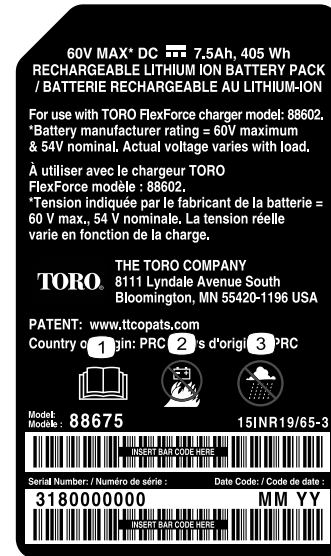 60V MAX* DC 7.5Ah, 405 Wh
RECHARGEABLE LITHIUM ION BATTERY PACK
/ BATTERIE RECHARGEABLE AU LITHIUM-ION
For use with TORO FlexForce charger model: 88602.
*Battery manufacturer rating = 60V maximum
& 54V nominal. Actual voltage varies with load.
À utiliser avec le chargeur TORO
FlexForce modèle : 88602.
*Tension indiquée par le fabricant de la batterie =
60 V max., 54 V nominale. La tension réelle
varie en fonction de la charge.
TORO.
THE TORO COMPANY
8111 Lyndale Avenue South
Bloomington, MN 55420-1196 USA
PATENT: www.ttcopats.com
Country gin: PRC s d'origi PRC
1 2 3
Model:
Modèle : 88675 15INR19/65-3
INSERT BAR CODE HERE
Serial Number: / Numéro de série : Date Code: / Code de date :
3180000000 MM YY
INSERT BAR CODE HERE